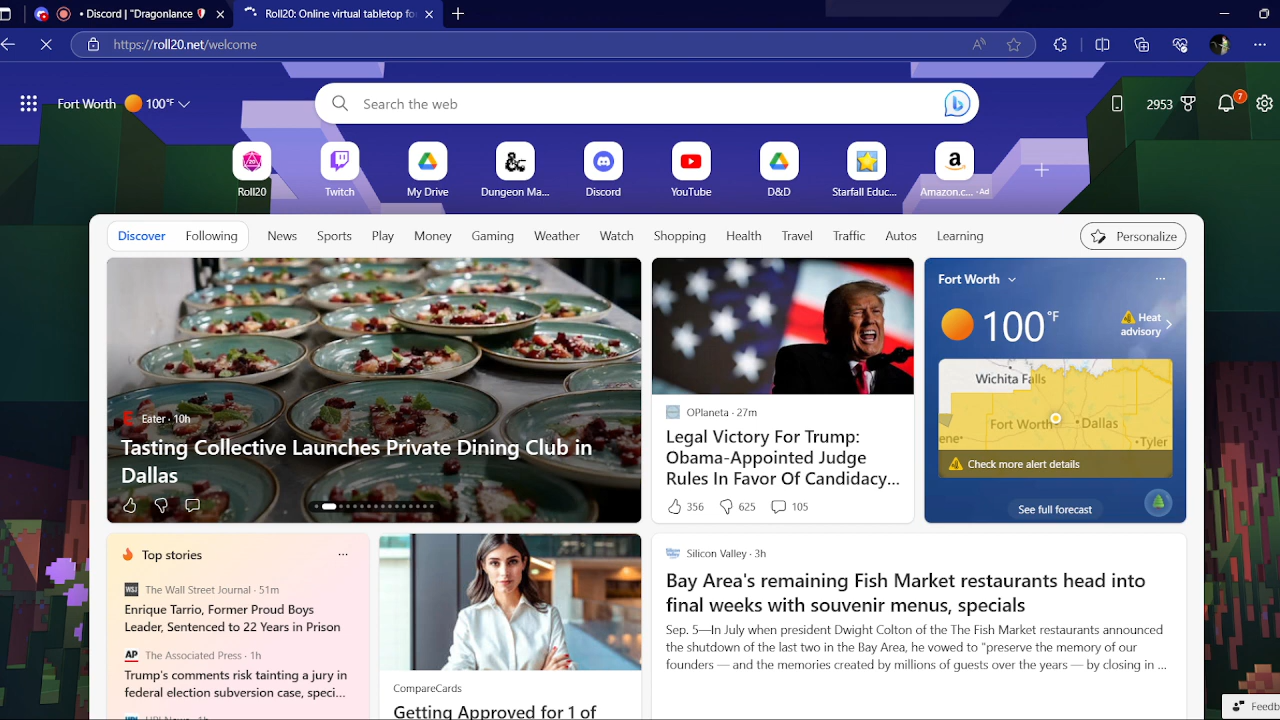 • Discord | "Dragonlance
Roll20: Online virtual tabletop fo
https://roll20.net/welcome
Fort Worth 100°F
Search the web
2953
7
Roll20
Twitch
My Drive
Dungeon Ma...
Discord
YouTube
D&D
Starfall Educ...
Amazon.c... · Ad
Discover Following News Sports Play Money Gaming Weather Watch Shopping Health Travel Traffic Autos Learning
Personalize
Eater · 10h
Tasting Collective Launches Private Dining Club in
Dallas
OPlaneta · 27m
Legal Victory For Trump:
Obama-Appointed Judge
Rules In Favor Of Candidacy...
356 625 105
Fort Worth
100 °F
Heat
advisory
Wichita Falls
Fort Worth
Dallas
ene
Tyler
Check more alert details
See full forecast
Top stories
WSJ The Wall Street Journal · 51m
Enrique Tarrio, Former Proud Boys
Leader, Sentenced to 22 Years in Prison
AP The Associated Press · 1h
Trump's comments risk tainting a jury in
federal election subversion case, speci...
CompareCards
Getting Approved for 1 of
Silicon Valley · 3h
Bay Area's remaining Fish Market restaurants head into
final weeks with souvenir menus, specials
Sep. 5—In July when president Dwight Colton of the The Fish Market restaurants announced
the shutdown of the last two in the Bay Area, he vowed to "preserve the memory of our
founders — and the memories created by millions of guests over the years — by closing in ...
Feedb